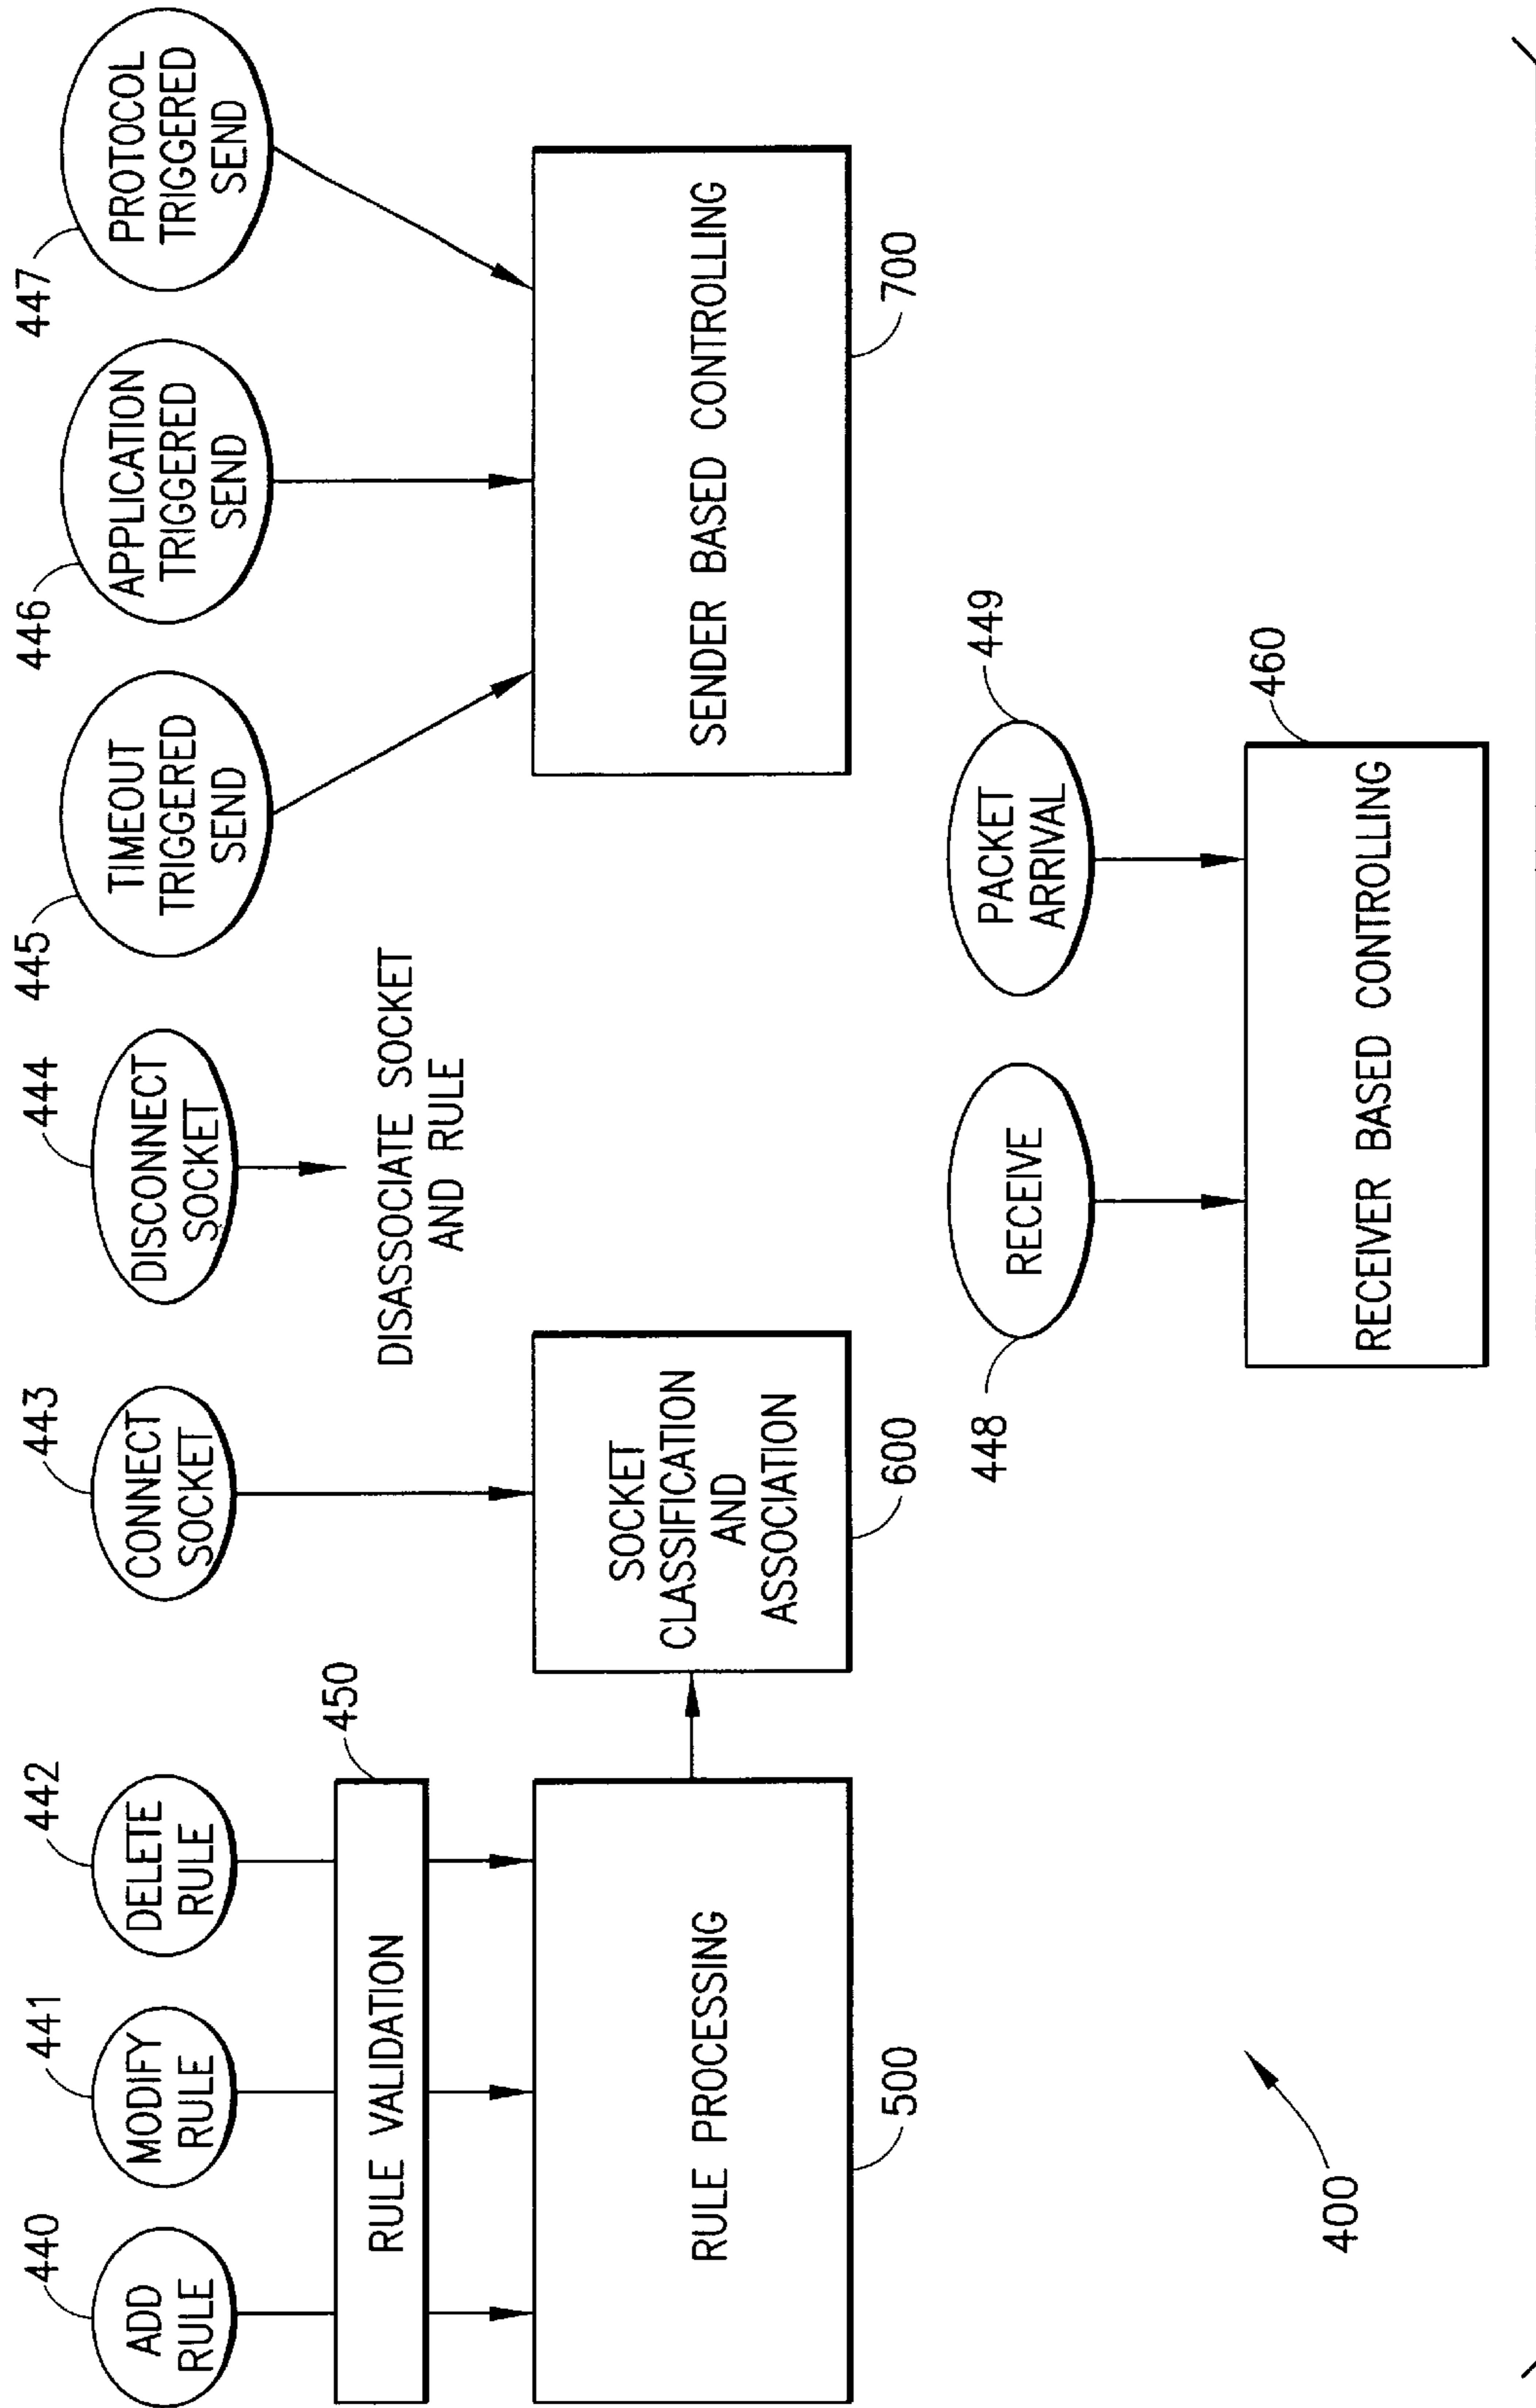 440
ADD
RULE
441
MODIFY
RULE
442
DELETE
RULE
443
CONNECT
SOCKET
444
DISCONNECT
SOCKET
445
TIMEOUT
TRIGGERED
SEND
446
APPLICATION
TRIGGERED
SEND
447
PROTOCOL
TRIGGERED
SEND
450
RULE VALIDATION
DISASSOCIATE SOCKET
AND RULE
RULE PROCESSING
500
SOCKET
CLASSIFICATION
AND
ASSOCIATION
600
SENDER BASED CONTROLLING
700
448
RECEIVE
449
PACKET
ARRIVAL
460
RECEIVER BASED CONTROLLING
400